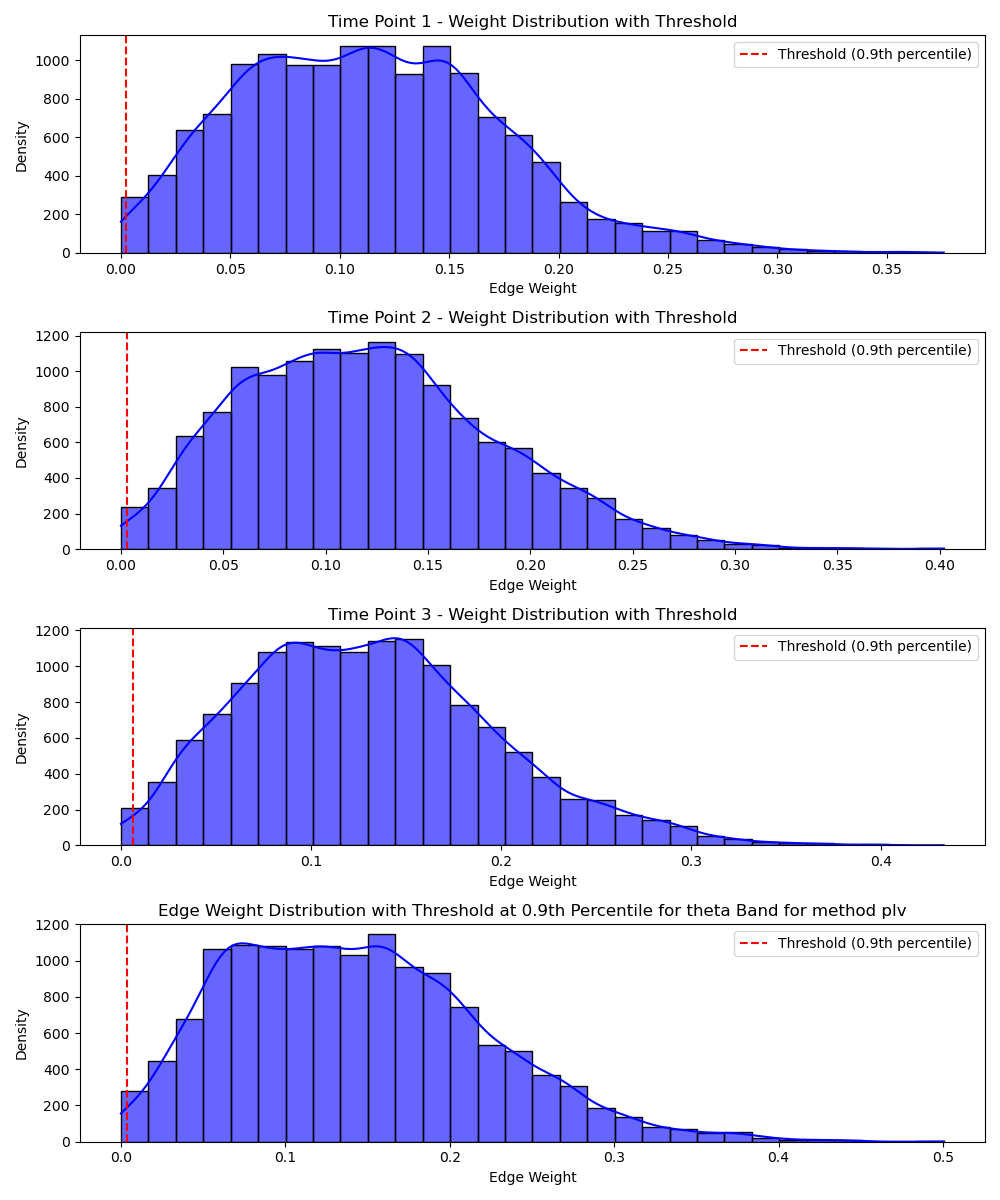 Time Point 1 - Weight Distribution with Threshold
Threshold (0.9th percentile)
Density
1000
800
600
400
200
0
0.00 0.05 0.10 0.15 0.20 0.25 0.30 0.35
Edge Weight
Time Point 2 - Weight Distribution with Threshold
Threshold (0.9th percentile)
Density
1200
1000
800
600
400
200
0
0.00 0.05 0.10 0.15 0.20 0.25 0.30 0.35 0.40
Edge Weight
Time Point 3 - Weight Distribution with Threshold
Threshold (0.9th percentile)
Density
1200
1000
800
600
400
200
0
0.0 0.1 0.2 0.3 0.4
Edge Weight
Edge Weight Distribution with Threshold at 0.9th Percentile for theta Band for method plv
Threshold (0.9th percentile)
Density
1200
1000
800
600
400
200
0
0.0 0.1 0.2 0.3 0.4 0.5
Edge Weight